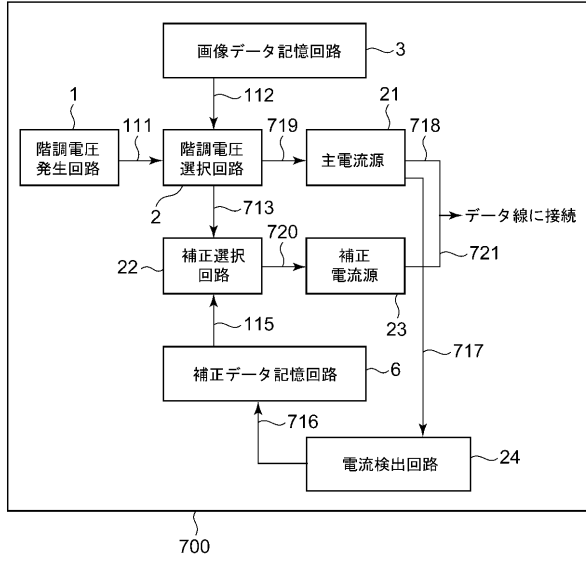 画像データ記憶回路
3
112
1
111
階調電圧
発生回路
階調電圧
選択回路
2
719
21
主電流源
718
データ線に接続
713
22
補正選択
回路
720
補正
電流源
23
721
115
717
補正データ記憶回路
6
716
電流検出回路
24
700